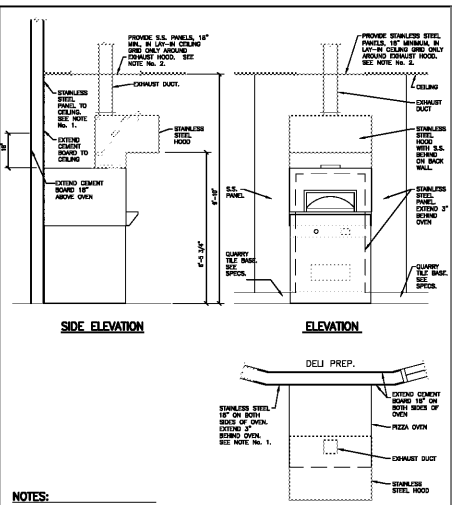 PROVIDE S.S. PANELS, 18"
MIN., IN LAY-IN CEILING
GRID ONLY AROUND
EXHAUST HOOD. SEE
NOTE No. 2.
EXHAUST DUCT.
STAINLESS
STEEL
PANEL TO
CEILING.
SEE NOTE
No. 1.
EXTEND
CEMENT
BOARD TO
CEILING
18"
STAINLESS
STEEL
HOOD
EXTEND CEMENT
BOARD 18"
ABOVE OVEN
6'-5 3/4"
SIDE ELEVATION
PROVIDE STAINLESS STEEL
PANELS, 18" MINIMUM, IN
LAY-IN CEILING GRID ONLY
AROUND EXHAUST HOOD.
SEE NOTE No. 2.
CEILING
EXHAUST
DUCT
STAINLESS
STEEL
HOOD
WITH S.S.
BEHIND
ON BACK
WALL.
S.S.
PANEL
STAINLESS
STEEL
PANEL.
EXTEND 3"
BEHIND
OVEN
QUARRY
TILE BASE.
SEE
SPECS.
QUARRY
TILE BASE.
SEE
SPECS.
ELEVATION
DELI PREP.
STAINLESS STEEL
18" ON BOTH
SIDES OF OVEN.
EXTEND 3"
BEHIND OVEN.
SEE NOTE No. 1.
EXTEND CEMENT
BOARD 18" ON
BOTH SIDES OF
OVEN
PIZZA OVEN
EXHAUST DUCT
STAINLESS
STEEL HOOD
NOTES: